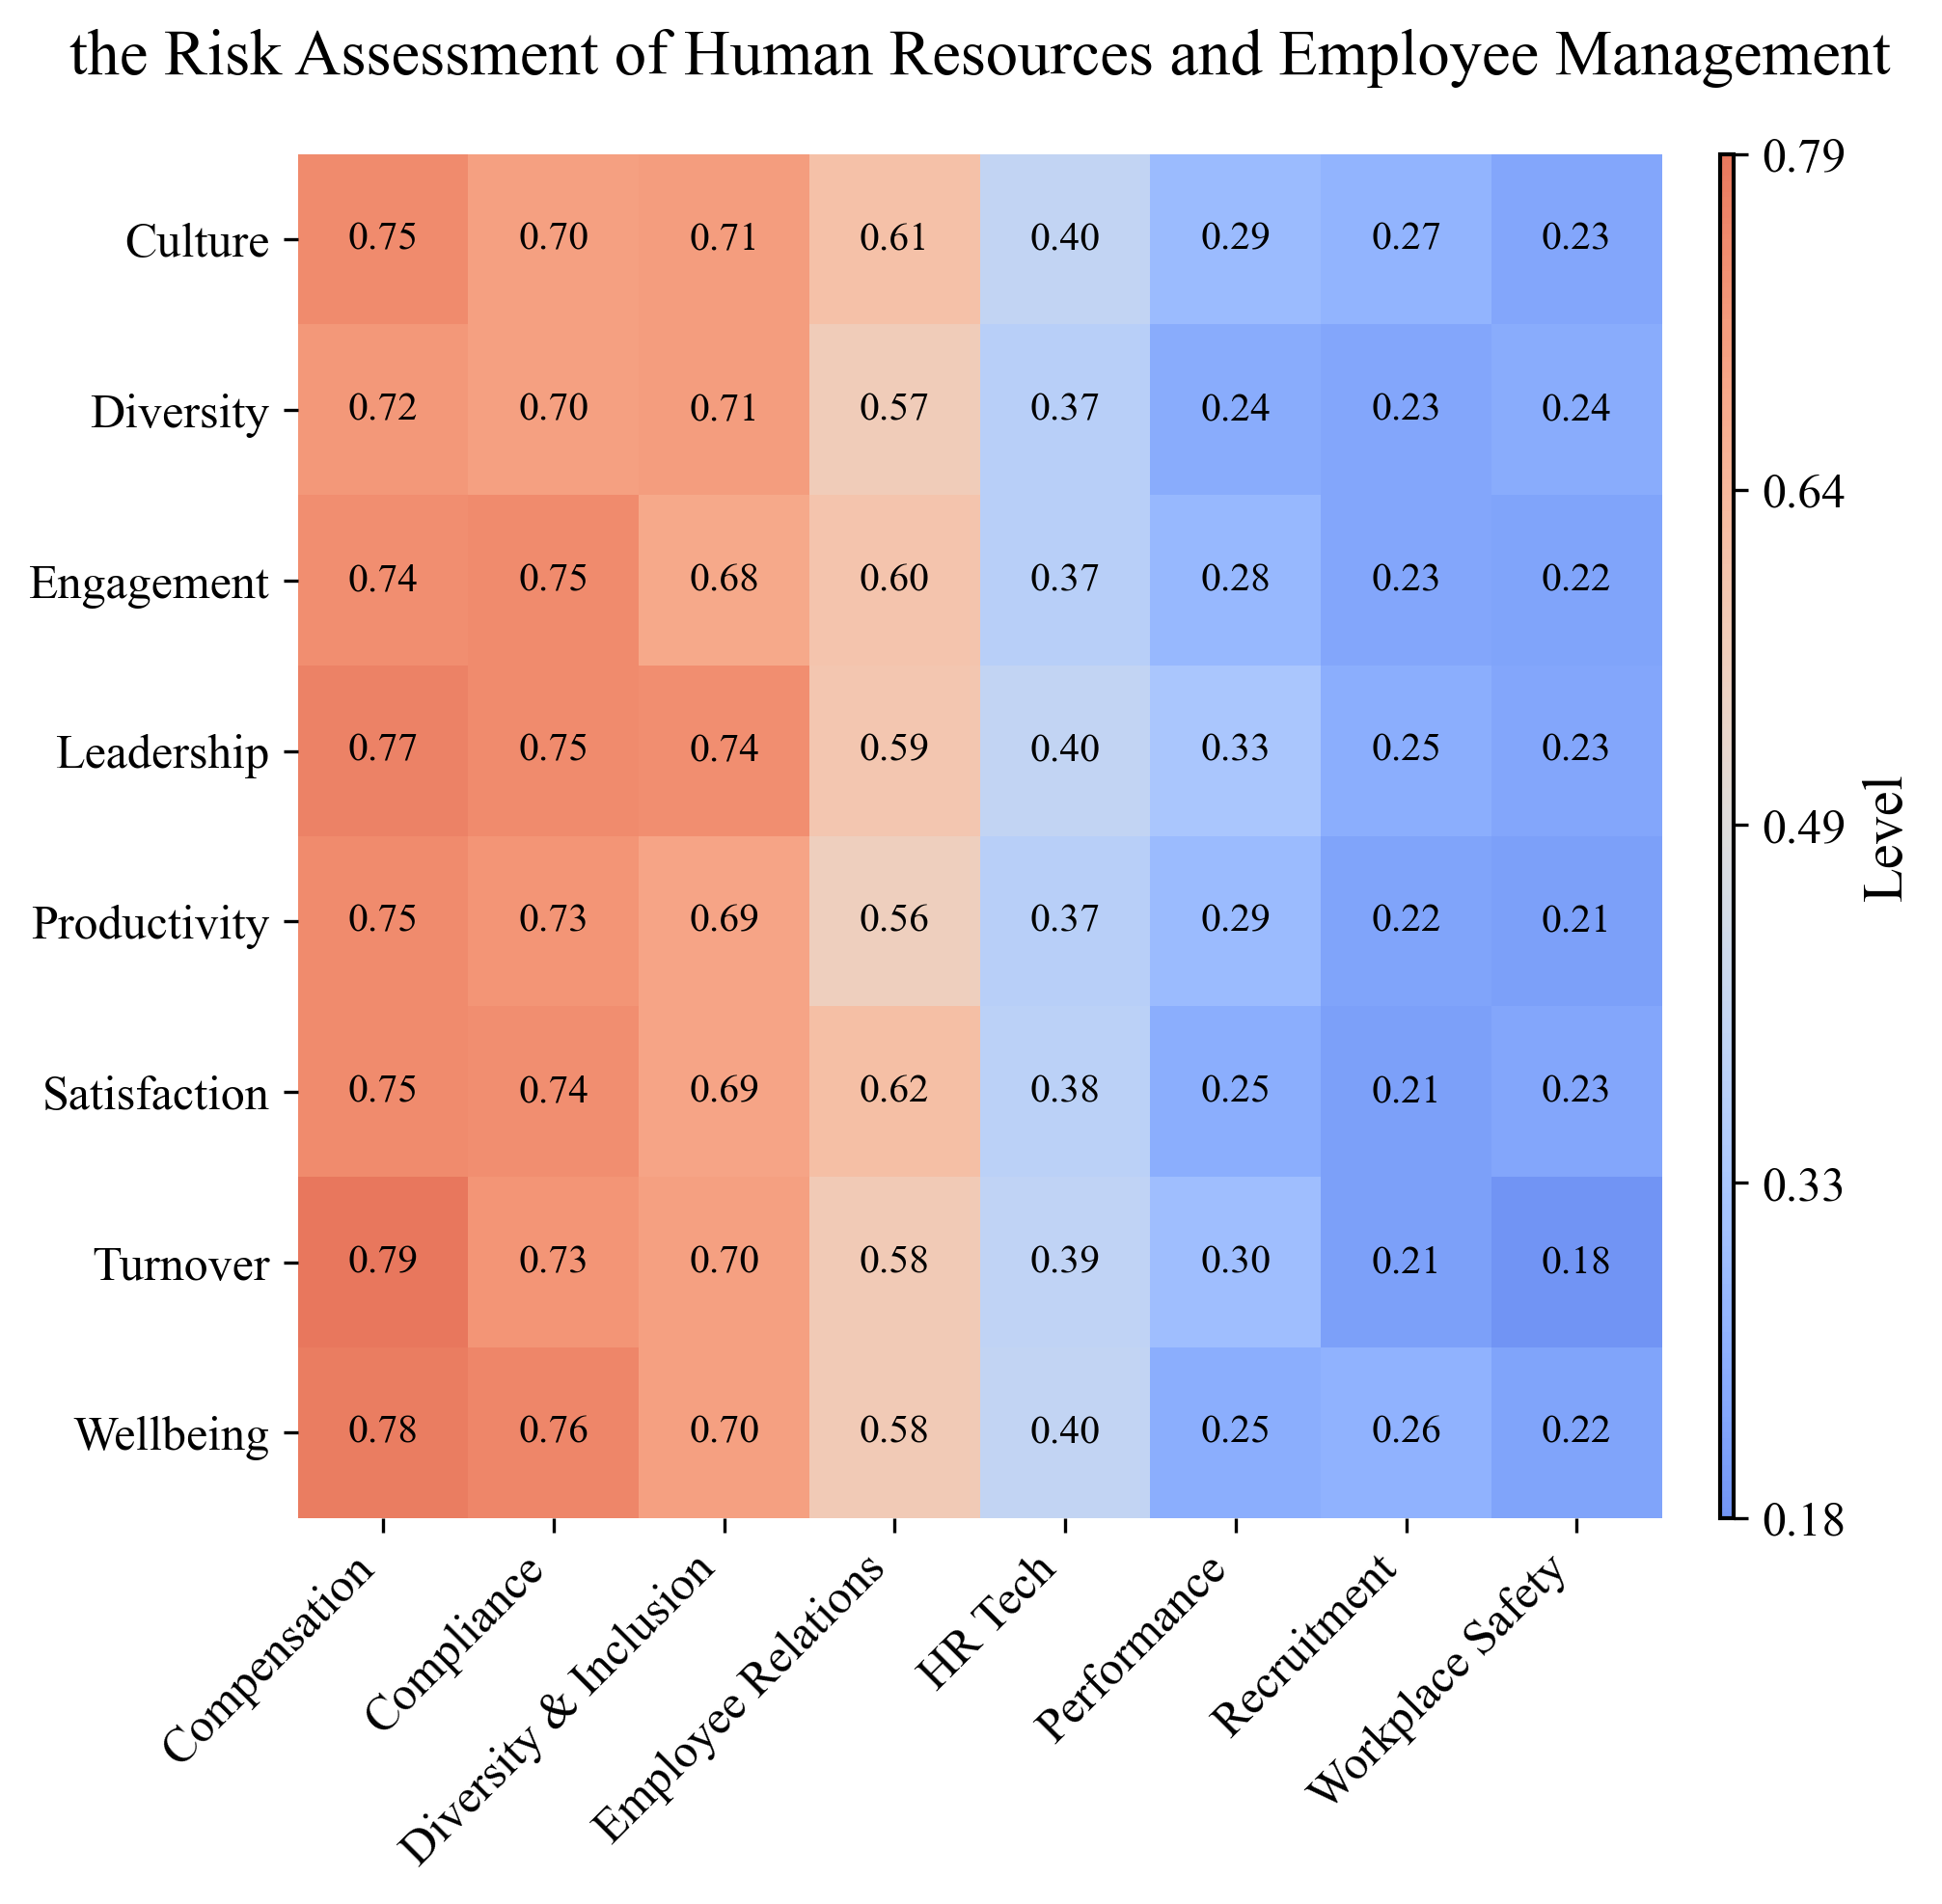 the Risk Assessment of Human Resources and Employee Management
Culture 0.75 0.70 0.71 0.61 0.40 0.29 0.27 0.23
Diversity 0.72 0.70 0.71 0.57 0.37 0.24 0.23 0.24
Engagement 0.74 0.75 0.68 0.60 0.37 0.28 0.23 0.22
Leadership 0.77 0.75 0.74 0.59 0.40 0.33 0.25 0.23
Productivity 0.75 0.73 0.69 0.56 0.37 0.29 0.22 0.21
Satisfaction 0.75 0.74 0.69 0.62 0.38 0.25 0.21 0.23
Turnover 0.79 0.73 0.70 0.58 0.39 0.30 0.21 0.18
Wellbeing 0.78 0.76 0.70 0.58 0.40 0.25 0.26 0.22
Compensation
Compliance
Diversity & Inclusion
Employee Relations
HR Tech
Performance
Recruitment
Workplace Safety
0.79
0.64
0.49
0.33
0.18
Level